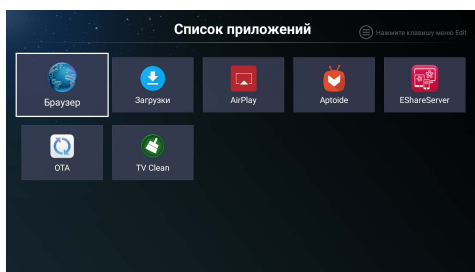 Список приложений
Нажмите клавишу меню Edit
Браузер
Загрузки
AirPlay
Aptoide
EShareServer
OTA
TV Clean